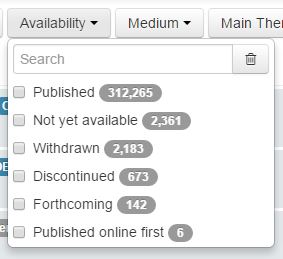 Availability Medium Main Ther
Search
Published 312,265
Not yet available 2,361
Withdrawn 2,183
Discontinued 673
Forthcoming 142
Published online first 6